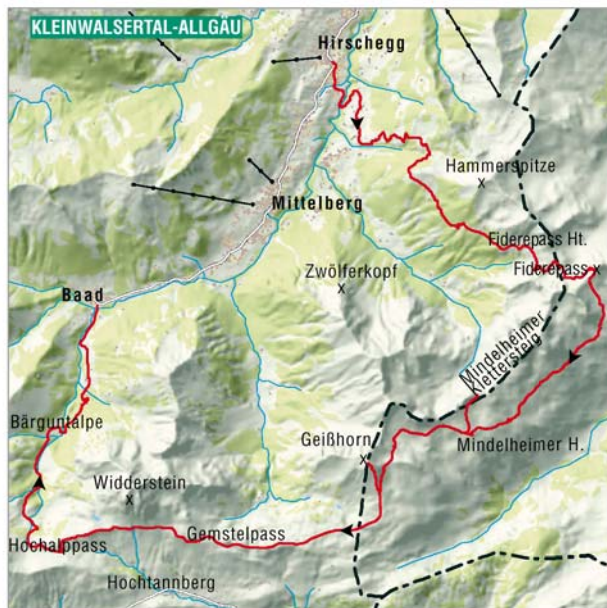 KLEINWALSERTAL-ALLGÄU
Hirschegg
Hammerspitze
Mittelberg
Fiderepass Ht.
Fiderepass
Zwölferkopf
Baad
Mindelheimer
Klettersteig
Bärguntalpe
Geißhorn
Mindelheimer H.
Widderstein
Gemstelpass
Hochalppass
Hochtannberg